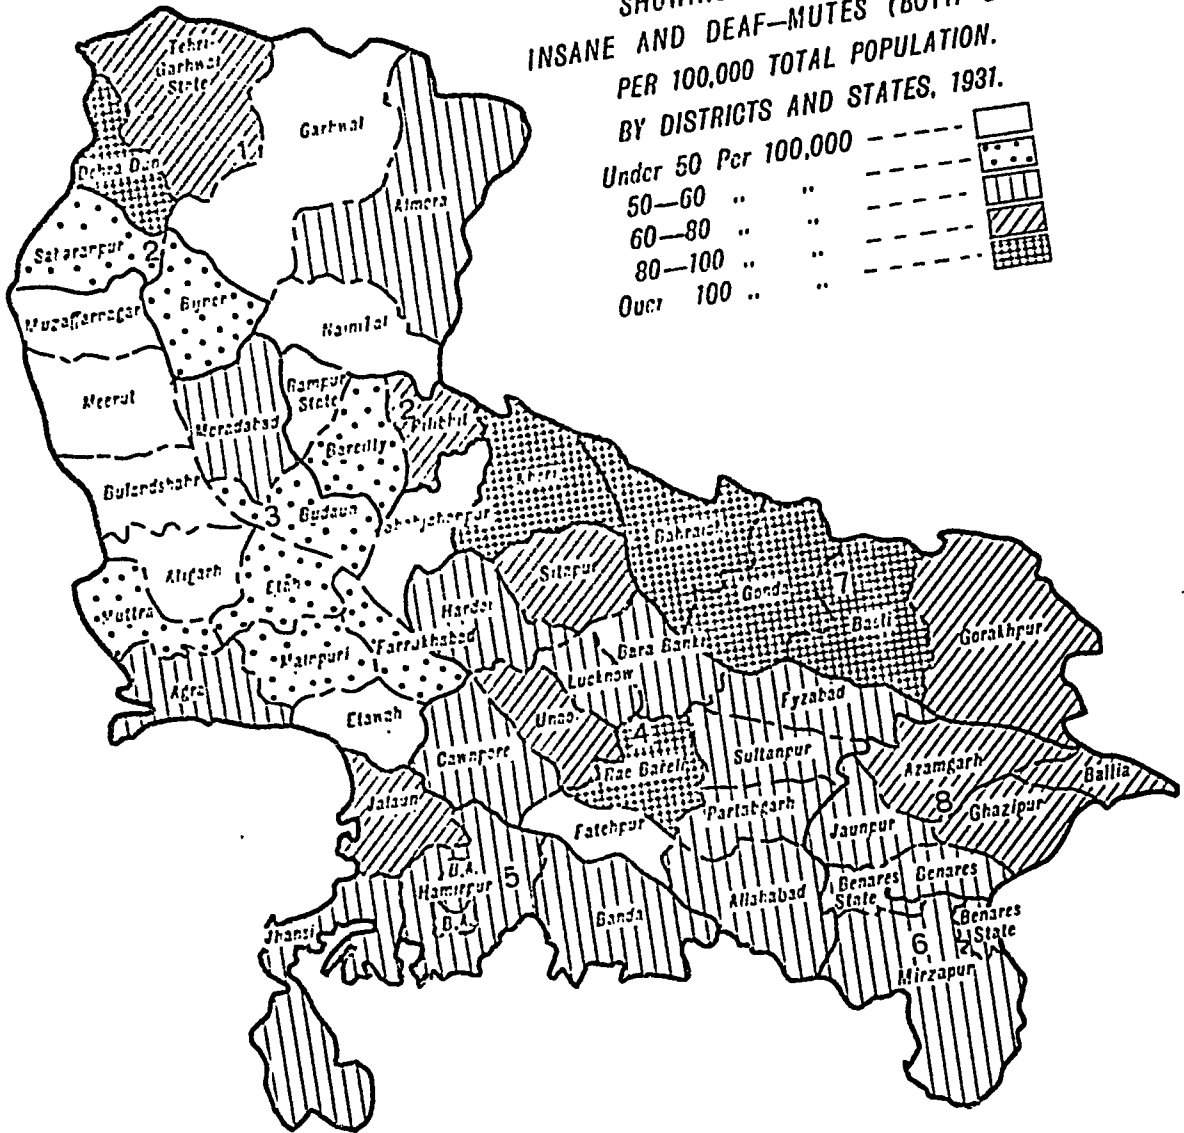 INSANE AND DEAF—MUTES
PER 100,000 TOTAL POPULATION.
BY DISTRICTS AND STATES, 1931.
Under 50 Per 100,000
50—60 " "
60—80 " "
80—100 " "
Over 100 " "
Tehri-
Garhwal
State
1
Garhwal
Dehra Dun
Almora
Saharanpur
2
Bijnor
Muzaffarnagar
Naini Tal
Meerut
Moradabad
Rampur
State
2
Pilibhit
Bareilly
Bulandshahr
3
Budaun
Shahjahanpur
Kheri
Bahraich
Aligarh
Etah
Sitapur
Gonda
7
Muttra
Hardoi
Basti
Gorakhpur
Mainpuri
Farrukhabad
Bara Banki
Agra
Lucknow
Etawah
Unao
Fyzabad
4
Cawnpore
Rae Bareli
Sultanpur
Azamgarh
Ballia
Jalaun
Fatehpur
Partabgarh
Jaunpur
8
Ghazipur
U.A.
Hamirpur
5
B.A.
Banda
Allahabad
Benares
State
Benares
Jhansi
Benares
State
6
Mirzapur